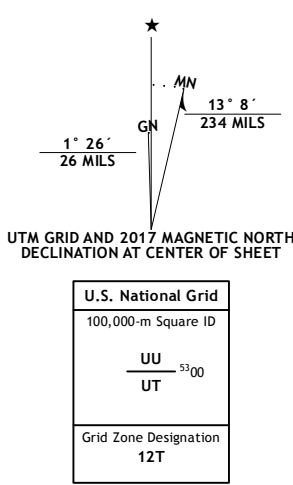 ★
MN
GN
13° 8´
234 MILS
1° 26´
26 MILS
UTM GRID AND 2017 MAGNETIC NORTH
DECLINATION AT CENTER OF SHEET
U.S. National Grid
100,000-m Square ID
UU
5300
UT
Grid Zone Designation
12T